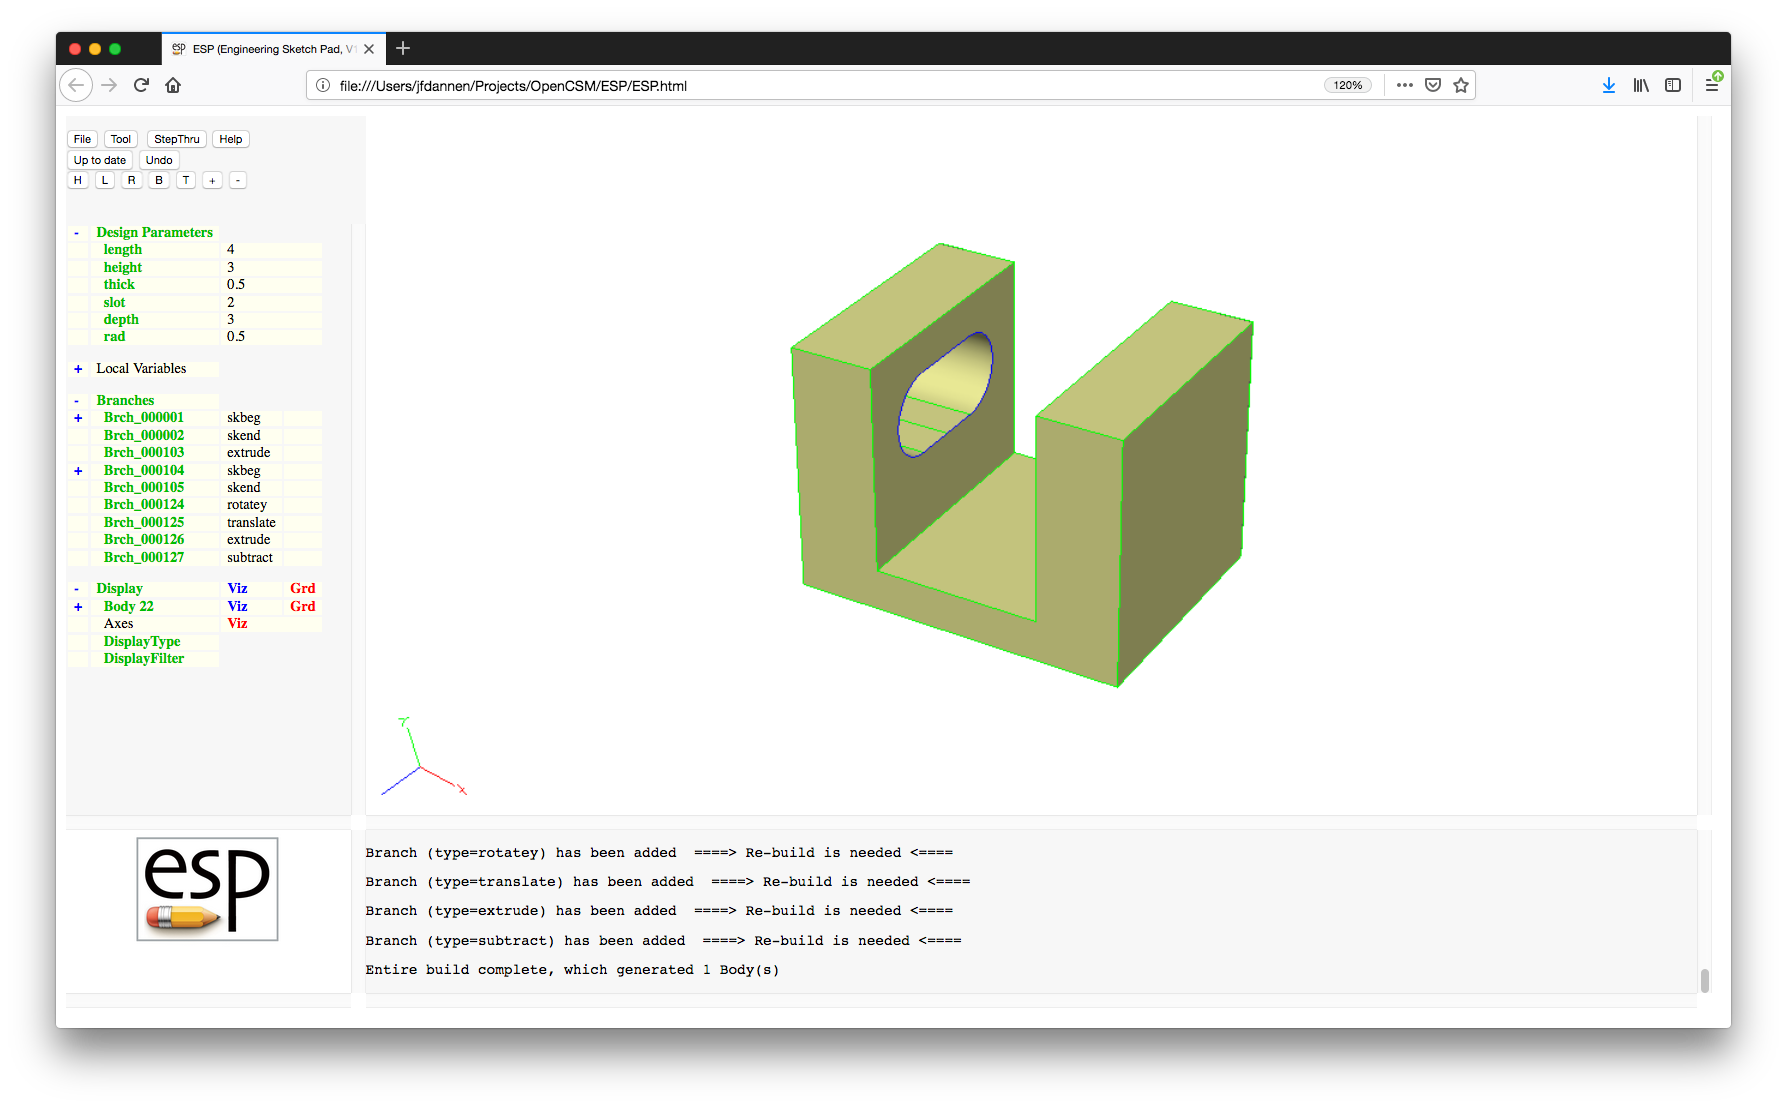 esp ESP (Engineering Sketch Pad, V1
file:///Users/jfdannen/Projects/OpenCSM/ESP/ESP.html 120%
File Tool StepThru Help
Up to date Undo
H L R B T + -
- Design Parameters
length 4
height 3
thick 0.5
slot 2
depth 3
rad 0.5
+ Local Variables
- Branches
+ Brch_000001 skbeg
Brch_000002 skend
Brch_000103 extrude
+ Brch_000104 skbeg
Brch_000105 skend
Brch_000124 rotatey
Brch_000125 translate
Brch_000126 extrude
Brch_000127 subtract
- Display Viz Grd
+ Body 22 Viz Grd
Axes Viz
DisplayType
DisplayFilter
Y
X
esp
Branch (type=rotatey) has been added ====> Re-build is needed <====
Branch (type=translate) has been added ====> Re-build is needed <====
Branch (type=extrude) has been added ====> Re-build is needed <====
Branch (type=subtract) has been added ====> Re-build is needed <====
Entire build complete, which generated 1 Body(s)